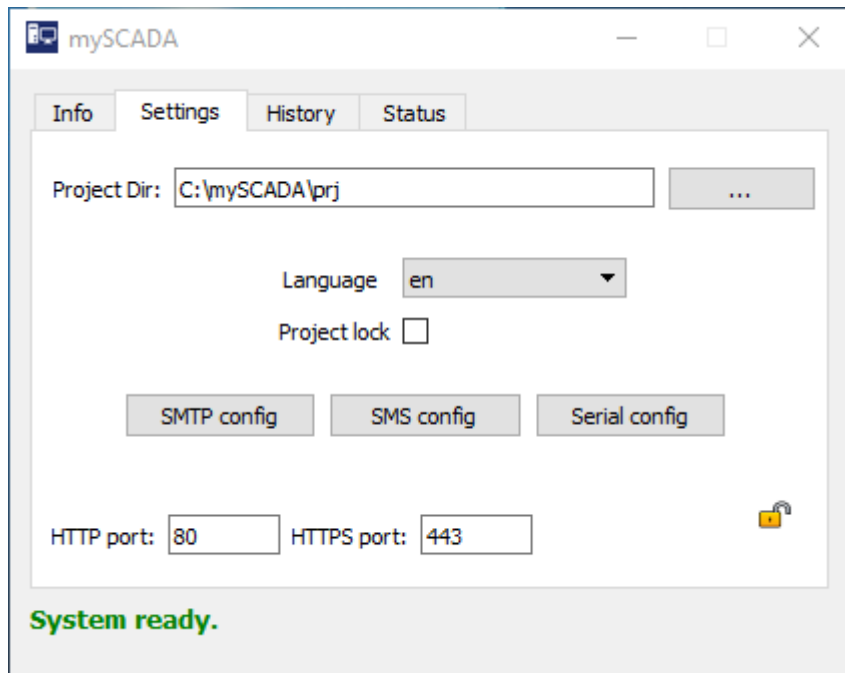 mySCADA
Info Settings History Status
Project Dir: C:\mySCADA\prj ...
Language en
Project lock
SMTP config SMS config Serial config
HTTP port: 80 HTTPS port: 443
System ready.